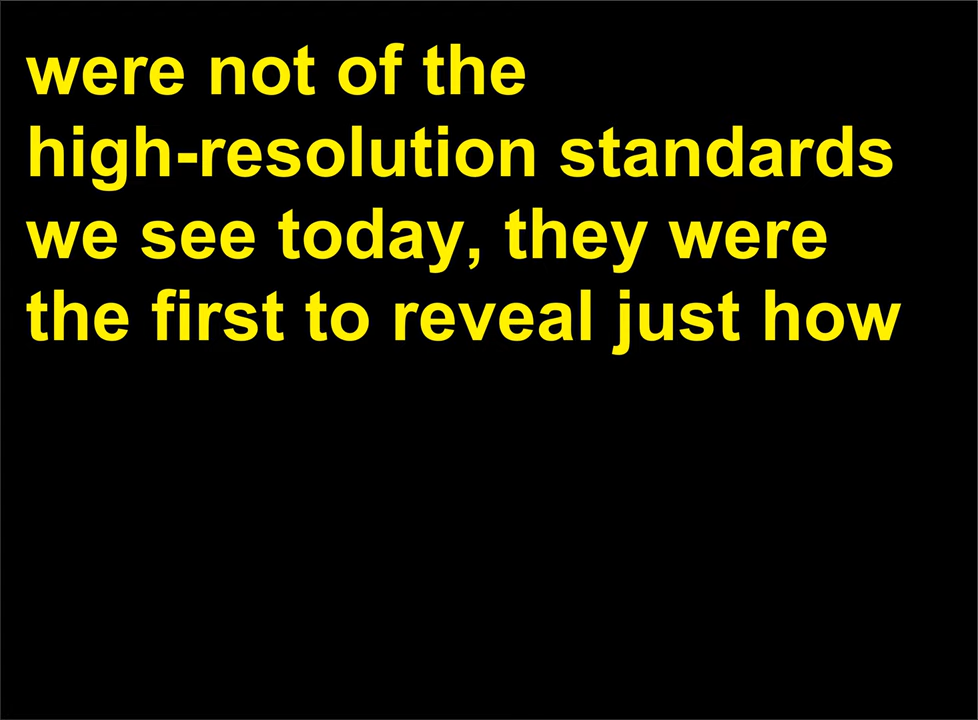 were not of the
high-resolution standards
we see today, they were
the first to reveal just how